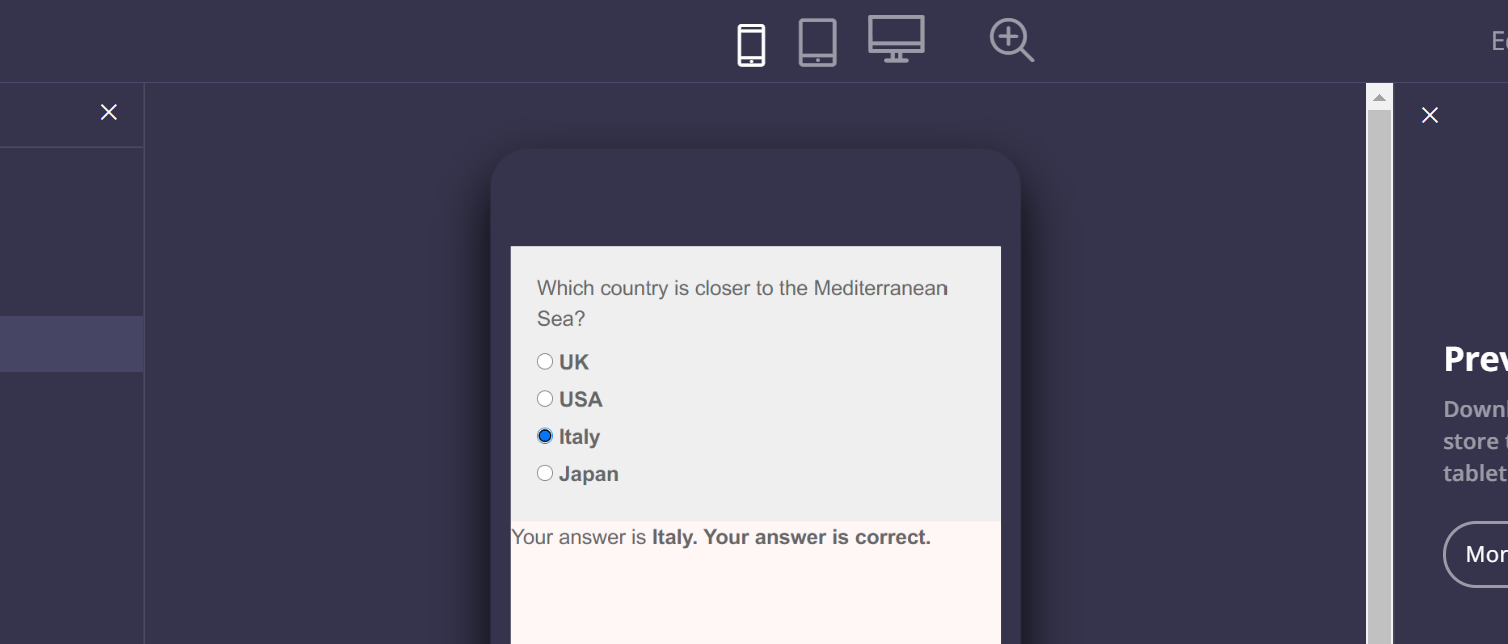 Which country is closer to the Mediterranean
Sea?
UK
USA
Italy
Japan
Your answer is Italy. Your answer is correct.
Prev
Downl
store
tablet
Mor